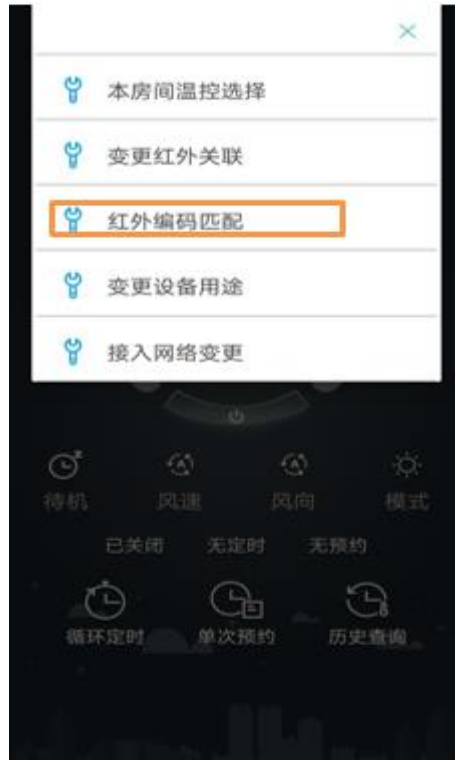 本房间温控选择
变更红外关联
红外编码匹配
变更设备用途
接入网络变更
待机 风速 风向 模式
已关闭 无定时 无预约
循环定时 单次预约 历史查询